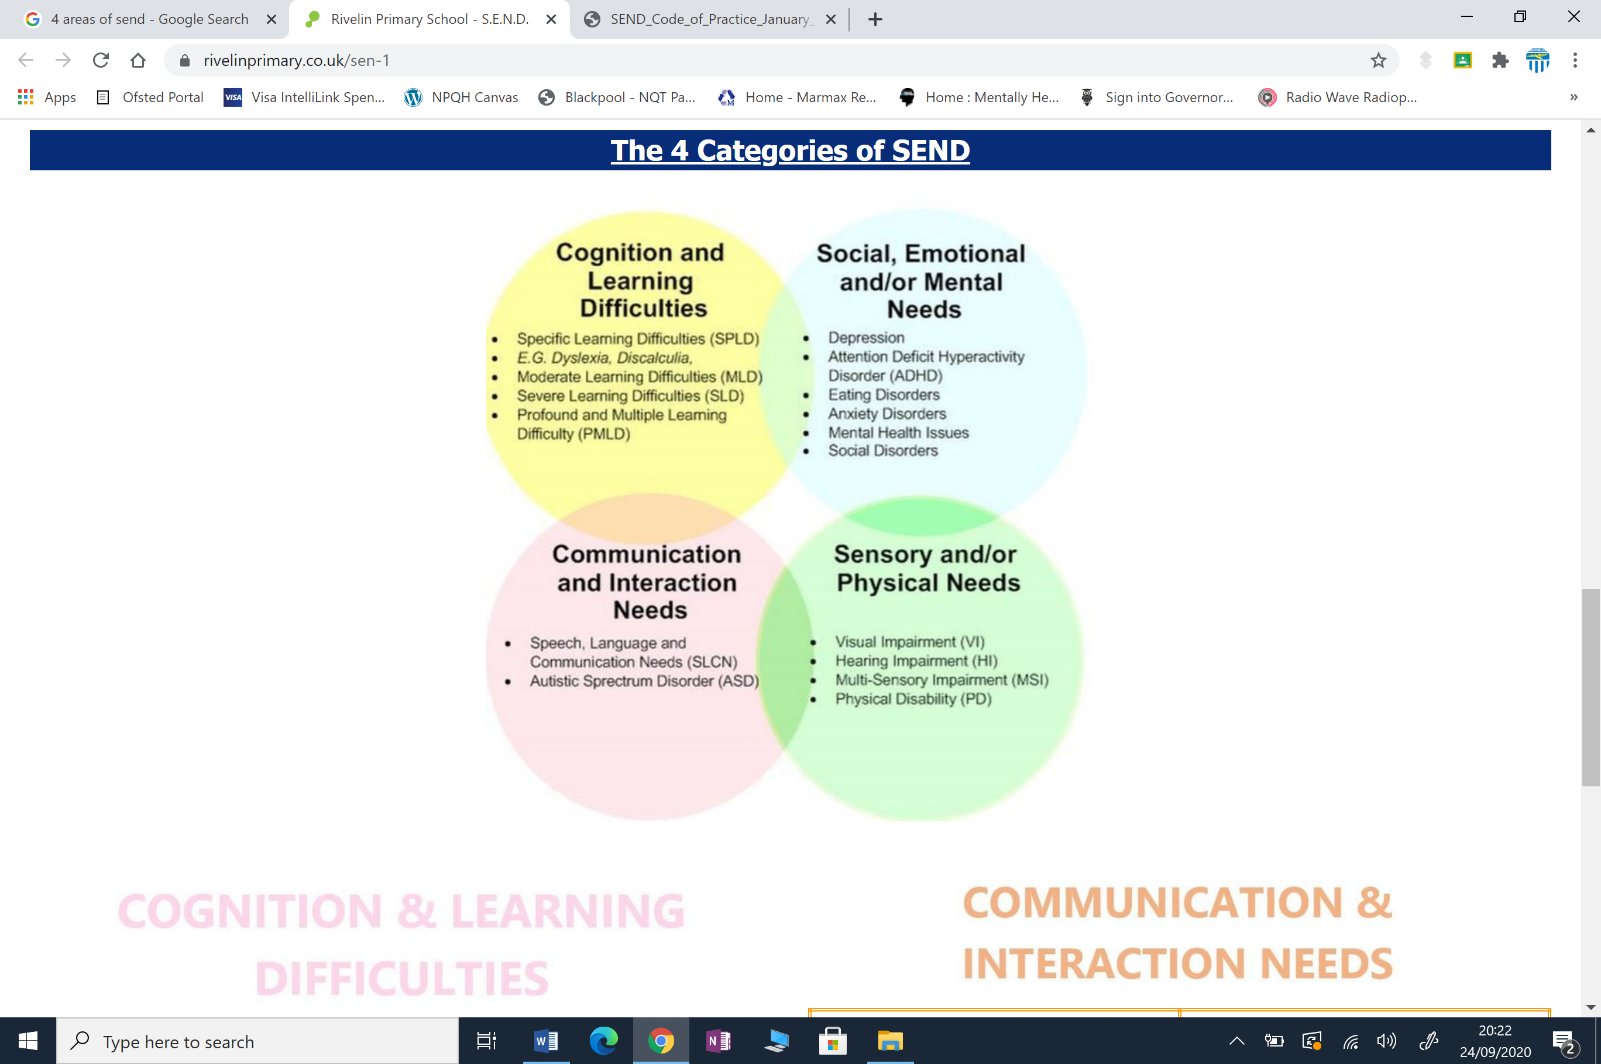 4 areas of send - Google Search
Rivelin Primary School - S.E.N.D.
SEND_Code_of_Practice_January_
rivelinprimary.co.uk/sen-1
Apps
Ofsted Portal
VISA
Visa IntelliLink Spen...
NPQH Canvas
Blackpool - NQT Pa...
Home - Marmax Re...
Home : Mentally He...
Sign into Governor...
Radio Wave Radiop...
»
The 4 Categories of SEND
Cognition and
Learning
Difficulties
• Specific Learning Difficulties (SPLD)
• E.G. Dyslexia, Discalculia,
• Moderate Learning Difficulties (MLD)
• Severe Learning Difficulties (SLD)
• Profound and Multiple Learning
Difficulty (PMLD)
Social, Emotional
and/or Mental
Needs
• Depression
• Attention Deficit Hyperactivity
Disorder (ADHD)
• Eating Disorders
• Anxiety Disorders
• Mental Health Issues
• Social Disorders
Communication
and Interaction
Needs
• Speech, Language and
Communication Needs (SLCN)
• Autistic Sprectrum Disorder (ASD)
Sensory and/or
Physical Needs
• Visual Impairment (VI)
• Hearing Impairment (HI)
• Multi-Sensory Impairment (MSI)
• Physical Disability (PD)
COGNITION & LEARNING
DIFFICULTIES
COMMUNICATION &
INTERACTION NEEDS
Type here to search
20:22
24/09/2020
2